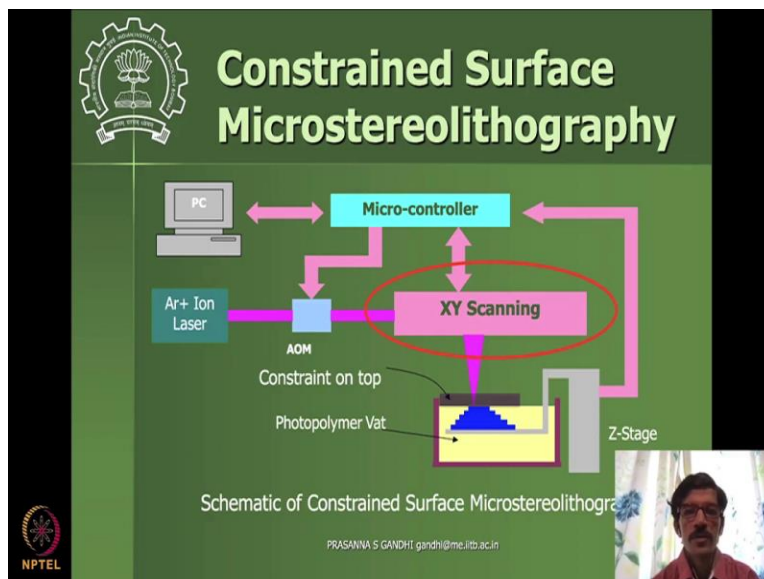 Constrained Surface
Microstereolithography
PC
Micro-controller
Ar+ Ion
Laser
AOM
XY Scanning
Constraint on top
Photopolymer Vat
Z-Stage
Schematic of Constrained Surface Microstereolithogra
PRASANNA S GANDHI gandhi@me.iitb.ac.in
NPTEL